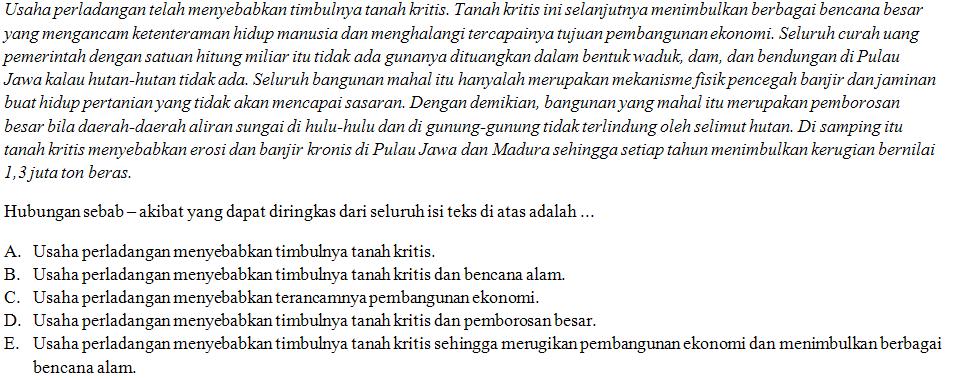 Usaha perladangan telah menyebabkan timbulnya tanah kritis. Tanah kritis ini selanjutnya menimbulkan berbagai bencana besar
yang mengancam ketenteraman hidup manusia dan menghalangi tercapainya tujuan pembangunan ekonomi. Seluruh curah uang
pemerintah dengan satuan hitung miliar itu tidak ada gunanya dituangkan dalam bentuk waduk, dam, dan bendungan di Pulau
Jawa kalau hutan-hutan tidak ada. Seluruh bangunan mahal itu hanyalah merupakan mekanisme fisik pencegah banjir dan jaminan
buat hidup pertanian yang tidak akan mencapai sasaran. Dengan demikian, bangunan yang mahal itu merupakan pemborosan
besar bila daerah-daerah aliran sungai di hulu-hulu dan di gunung-gunung tidak terlindung oleh selimut hutan. Di samping itu
tanah kritis menyebabkan erosi dan banjir kronis di Pulau Jawa dan Madura sehingga setiap tahun menimbulkan kerugian bernilai
1,3 juta ton beras.
Hubungan sebab – akibat yang dapat diringkas dari seluruh isi teks di atas adalah ...
A. Usaha perladangan menyebabkan timbulnya tanah kritis.
B. Usaha perladangan menyebabkan timbulnya tanah kritis dan bencana alam.
C. Usaha perladangan menyebabkan terancamnya pembangunan ekonomi.
D. Usaha perladangan menyebabkan timbulnya tanah kritis dan pemborosan besar.
E. Usaha perladangan menyebabkan timbulnya tanah kritis sehingga merugikan pembangunan ekonomi dan menimbulkan berbagai
bencana alam.